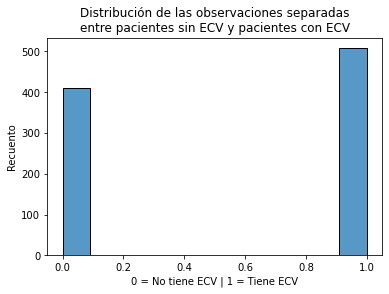 Distribución de las observaciones separadas
entre pacientes sin ECV y pacientes con ECV
500
400
300
200
100
0
Recuento
0.0 0.2 0.4 0.6 0.8 1.0
0 = No tiene ECV | 1 = Tiene ECV